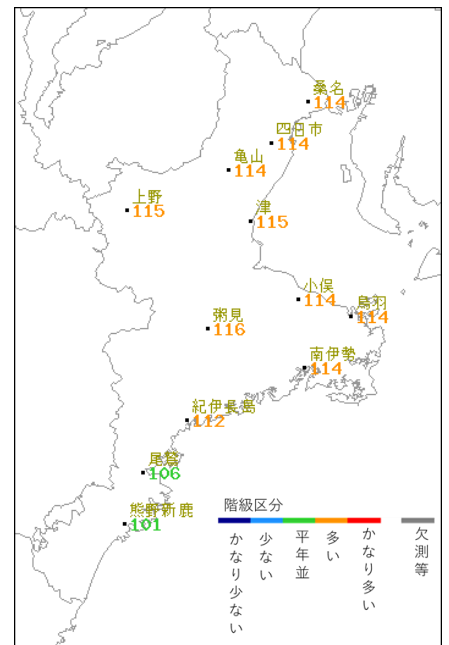 桑名
114
四日市
114
亀山
114
上野
115
津
115
小俣
114
鳥羽
114
粥見
116
南伊勢
114
紀伊長島
112
尾鷲
106
熊野新鹿
101
階級区分
かなり少ない
少ない
平年並
多い
かなり多い
欠測等